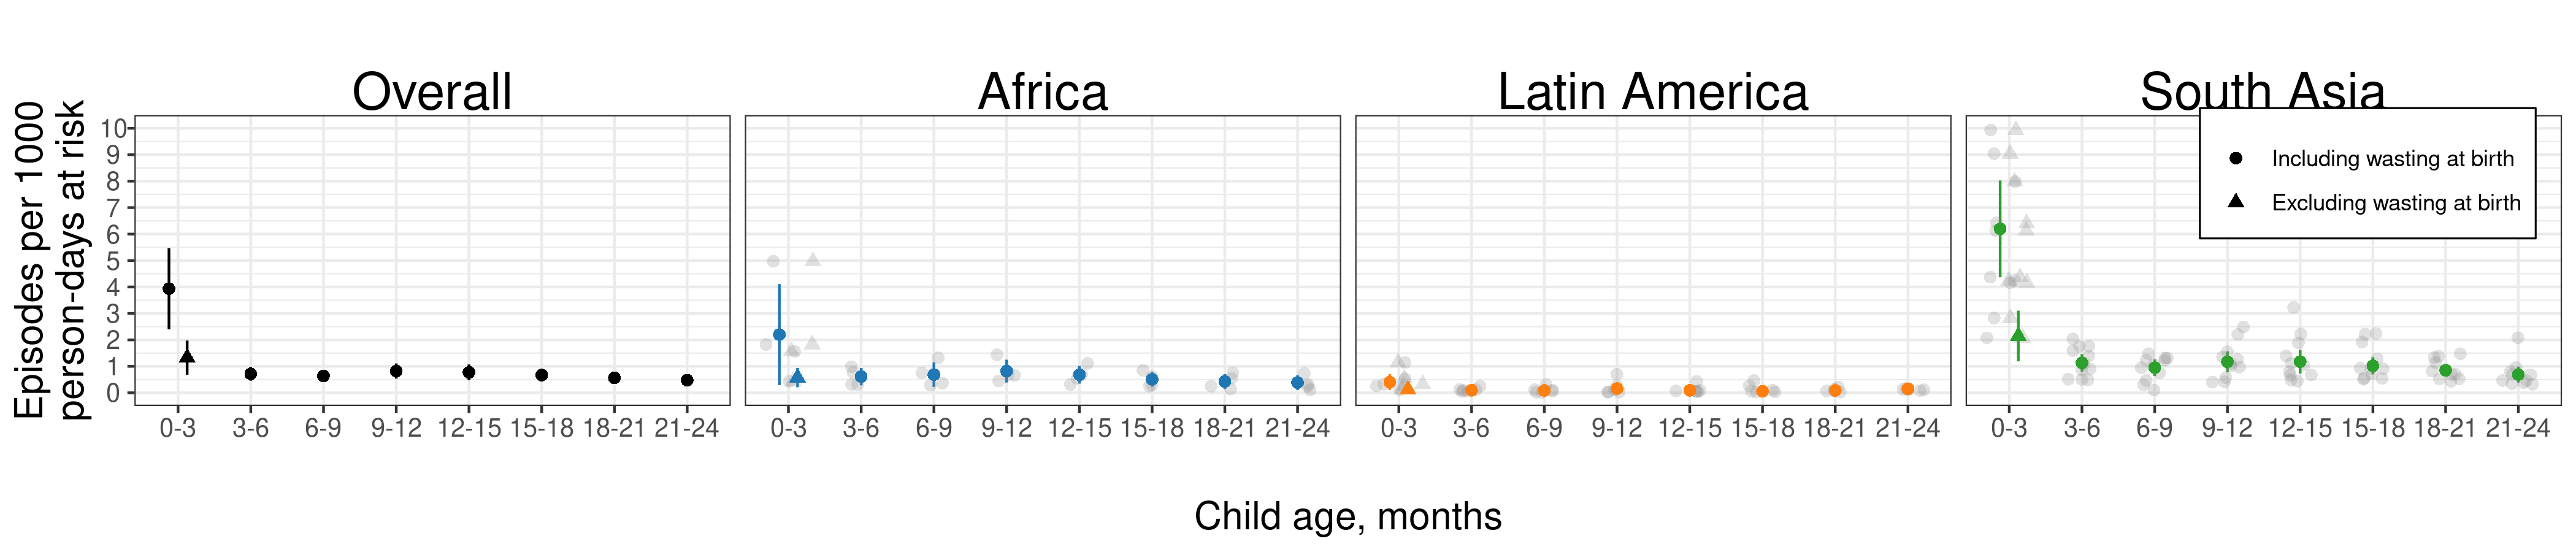 Overall
Africa
Latin America
South Asia
Episodes per 1000
person-days at risk
10
9
8
7
6
5
4
3
2
1
0
Including wasting at birth
Excluding wasting at birth
0-3 3-6 6-9 9-12 12-15 15-18 18-21 21-24
0-3 3-6 6-9 9-12 12-15 15-18 18-21 21-24
0-3 3-6 6-9 9-12 12-15 15-18 18-21 21-24
0-3 3-6 6-9 9-12 12-15 15-18 18-21 21-24
Child age, months